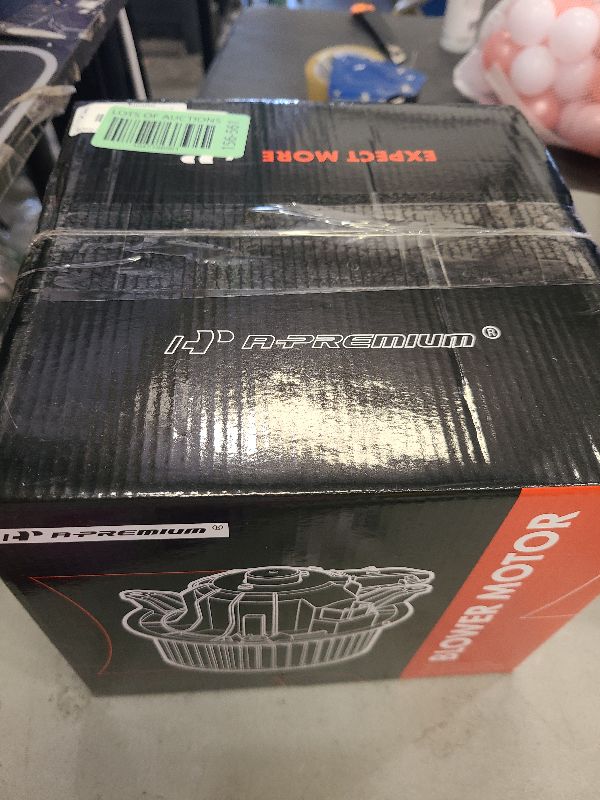 LOTS OF AUCTIONS
EXPECT MORE
A-PREMIUM®
A-PREMIUM®
BLOWER MOTOR